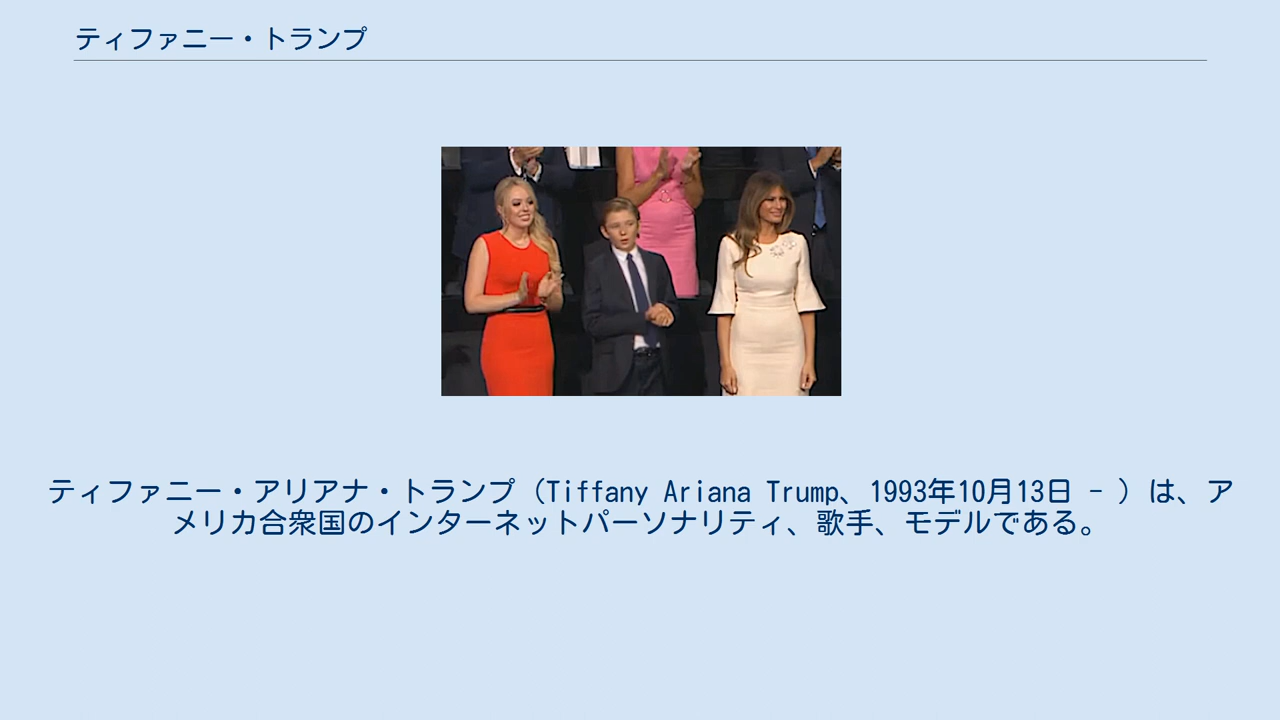 ティファニー・トランプ
ティファニー・アリアナ・トランプ（Tiffany Ariana Trump、1993年10月13日 - ）は、ア
メリカ合衆国のインターネットパーソナリティ、歌手、モデルである。